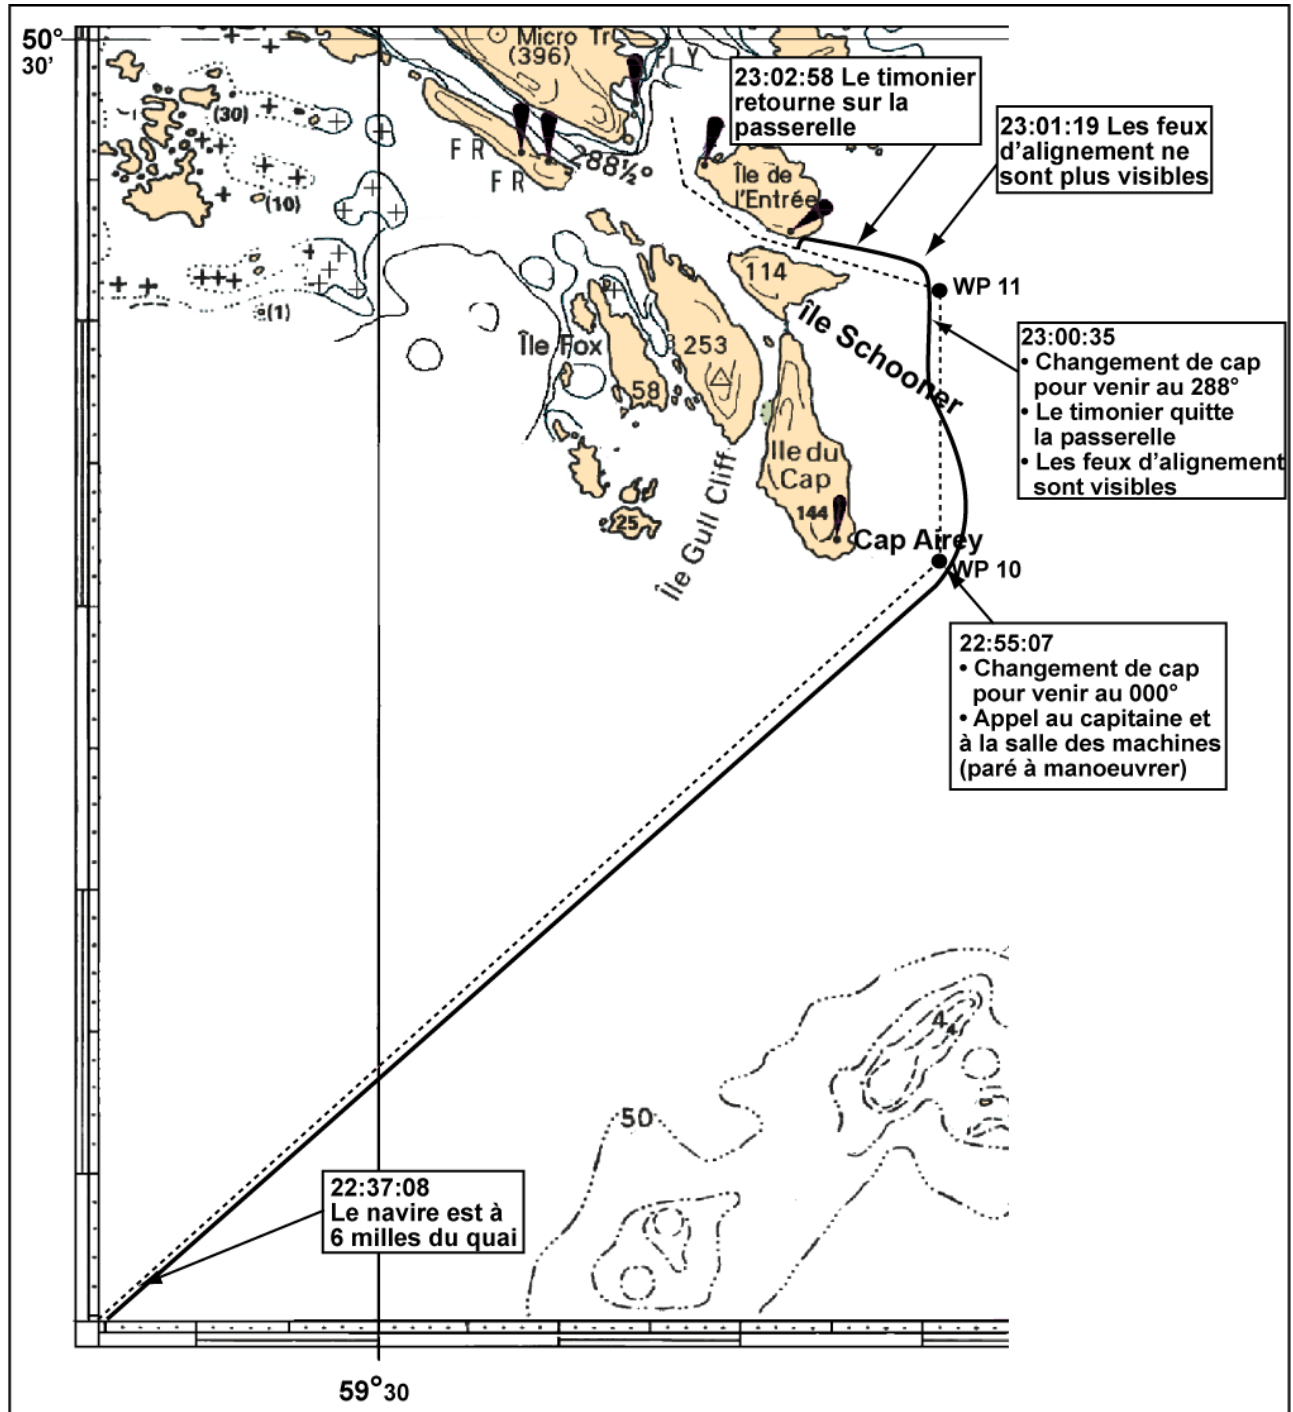 50°
30'
Micro Tr
(396)
FLY
23:02:58 Le timonier
retourne sur la
passerelle
23:01:19 Les feux
d'alignement ne
sont plus visibles
(30)
F R
F R
288½°
Île de
l'Entrée
(10)
114
WP 11
(1)
île Schooner
Île Fox
253
58
23:00:35
• Changement de cap
pour venir au 288°
• Le timonier quitte
la passerelle
• Les feux d'alignement
sont visibles
Ile du
Cap
144
25
Île Gull Cliff
Cap Airey
WP 10
22:55:07
• Changement de cap
pour venir au 000°
• Appel au capitaine et
à la salle des machines
(paré à manoeuvrer)
4₄
50
22:37:08
Le navire est à
6 milles du quai
59°30